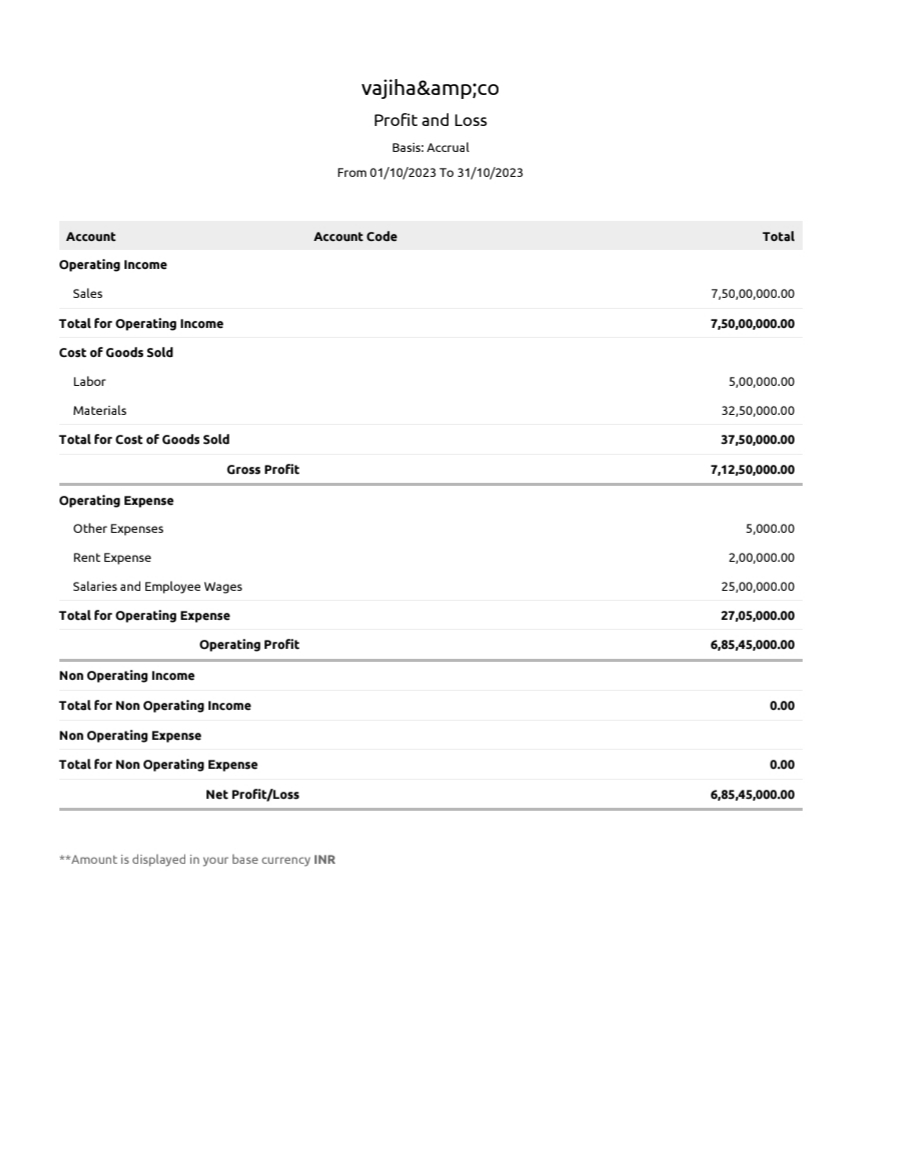 vajiha&amp;co
Profit and Loss
Basis: Accrual
From 01/10/2023 To 31/10/2023
Account Account Code Total
Operating Income
Sales 7,50,00,000.00
Total for Operating Income 7,50,00,000.00
Cost of Goods Sold
Labor 5,00,000.00
Materials 32,50,000.00
Total for Cost of Goods Sold 37,50,000.00
Gross Profit 7,12,50,000.00
Operating Expense
Other Expenses 5,000.00
Rent Expense 2,00,000.00
Salaries and Employee Wages 25,00,000.00
Total for Operating Expense 27,05,000.00
Operating Profit 6,85,45,000.00
Non Operating Income
Total for Non Operating Income 0.00
Non Operating Expense
Total for Non Operating Expense 0.00
Net Profit/Loss 6,85,45,000.00
**Amount is displayed in your base currency INR